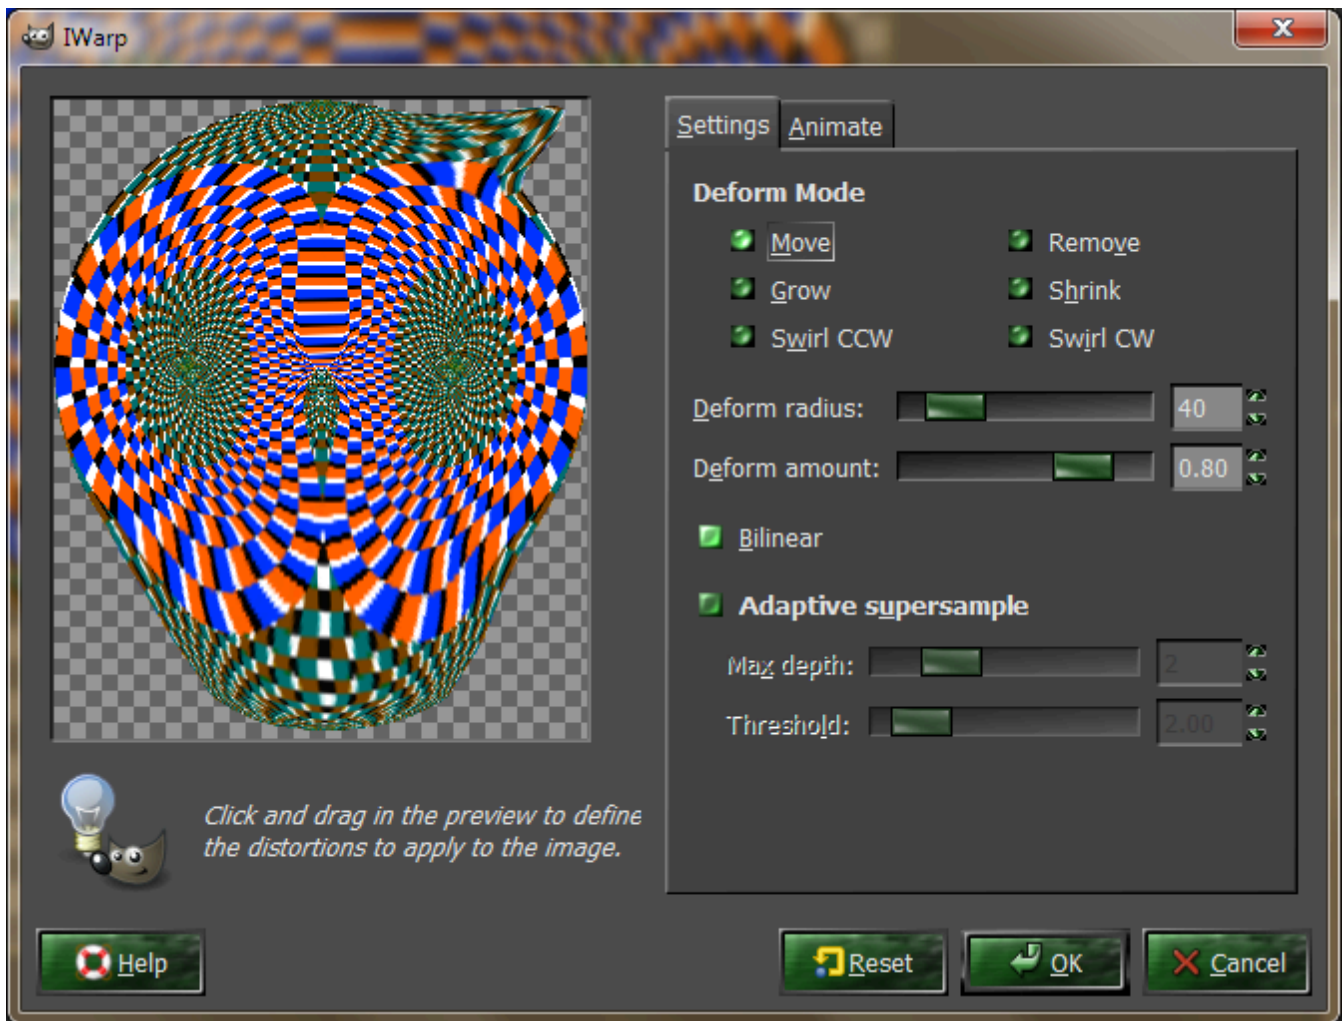 IWarp
Settings Animate
Deform Mode
Move Remove
Grow Shrink
Swirl CCW Swirl CW
Deform radius: 40
Deform amount: 0.80
Bilinear
Adaptive supersample
Max depth: 2
Threshold: 2.00
Click and drag in the preview to define
the distortions to apply to the image.
Help Reset OK Cancel